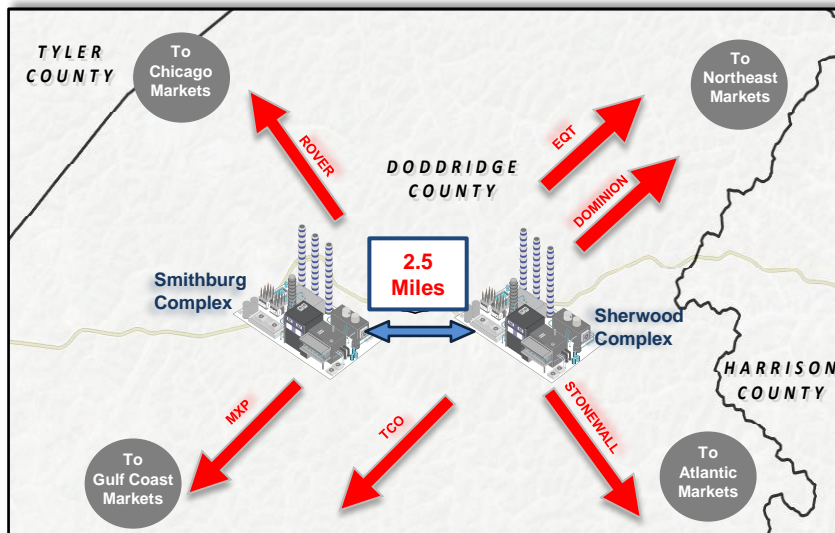 TYLER
COUNTY
To
Chicago
Markets
To
Northeast
Markets
ROVER
EQT
DOMINION
DODDRIDGE
COUNTY
2.5
Miles
Smithburg
Complex
Sherwood
Complex
HARRISON
COUNTY
MXP
TCO
STONEWALL
To
Gulf Coast
Markets
To
Atlantic
Markets